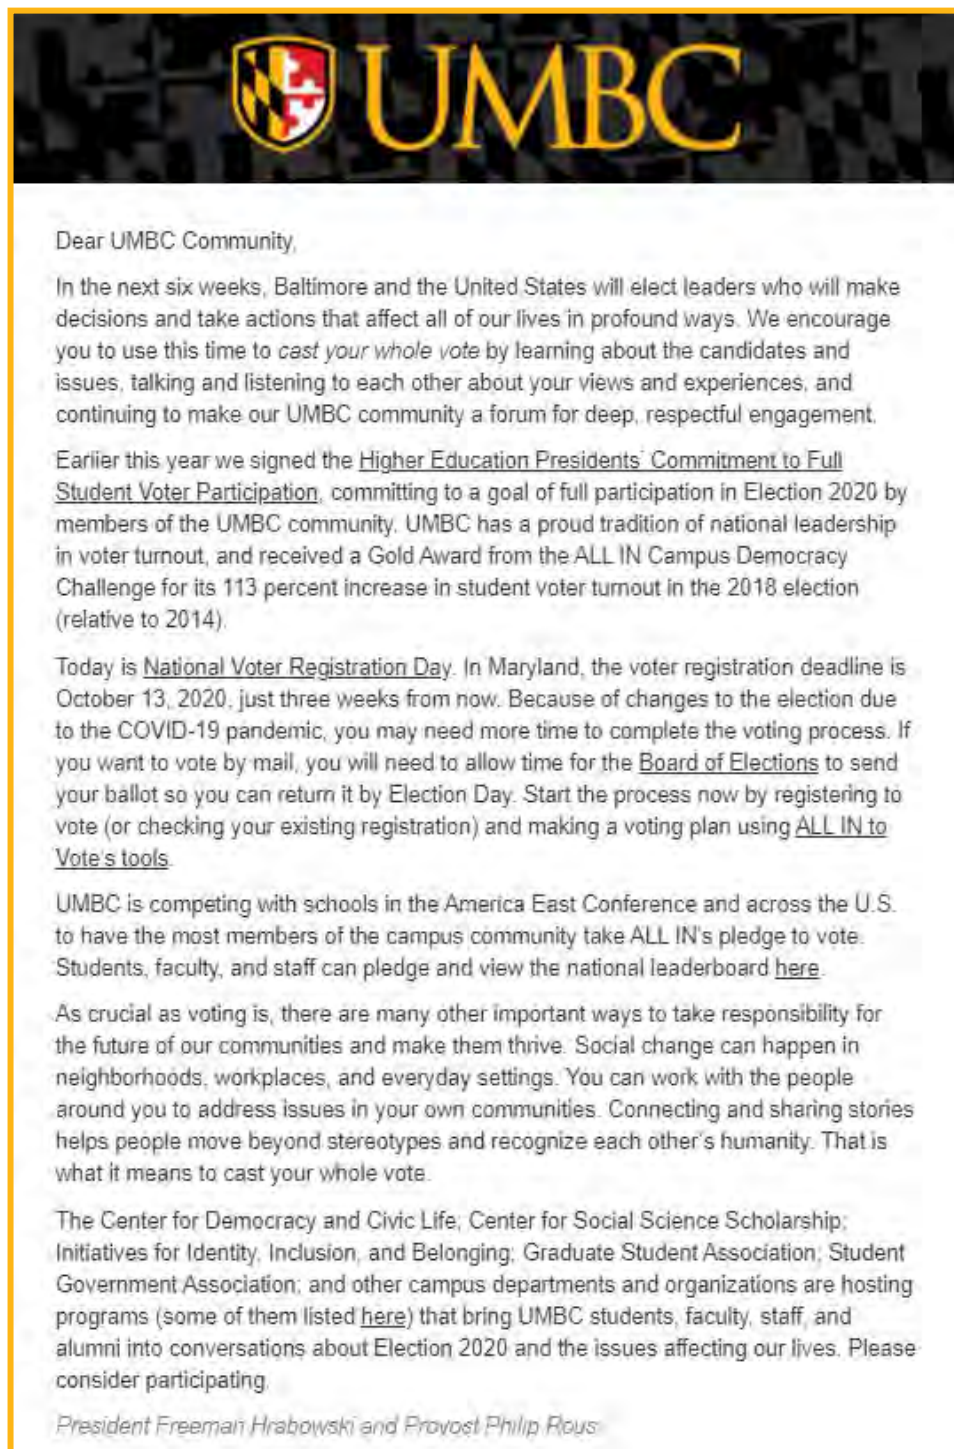 UMBC
Dear UMBC Community,
In the next six weeks, Baltimore and the United States will elect leaders who will make
decisions and take actions that affect all of our lives in profound ways. We encourage
you to use this time to cast your whole vote by learning about the candidates and
issues, talking and listening to each other about your views and experiences, and
continuing to make our UMBC community a forum for deep, respectful engagement.
Earlier this year we signed the Higher Education Presidents' Commitment to Full
Student Voter Participation, committing to a goal of full participation in Election 2020 by
members of the UMBC community. UMBC has a proud tradition of national leadership
in voter turnout, and received a Gold Award from the ALL IN Campus Democracy
Challenge for its 113 percent increase in student voter turnout in the 2018 election
(relative to 2014).
Today is National Voter Registration Day. In Maryland, the voter registration deadline is
October 13, 2020, just three weeks from now. Because of changes to the election due
to the COVID-19 pandemic, you may need more time to complete the voting process. If
you want to vote by mail, you will need to allow time for the Board of Elections to send
your ballot so you can return it by Election Day. Start the process now by registering to
vote (or checking your existing registration) and making a voting plan using ALL IN to
Vote's tools.
UMBC is competing with schools in the America East Conference and across the U.S.
to have the most members of the campus community take ALL IN's pledge to vote.
Students, faculty, and staff can pledge and view the national leaderboard here.
As crucial as voting is, there are many other important ways to take responsibility for
the future of our communities and make them thrive. Social change can happen in
neighborhoods, workplaces, and everyday settings. You can work with the people
around you to address issues in your own communities. Connecting and sharing stories
helps people move beyond stereotypes and recognize each other's humanity. That is
what it means to cast your whole vote.
The Center for Democracy and Civic Life; Center for Social Science Scholarship;
Initiatives for Identity, Inclusion, and Belonging; Graduate Student Association; Student
Government Association; and other campus departments and organizations are hosting
programs (some of them listed here) that bring UMBC students, faculty, staff, and
alumni into conversations about Election 2020 and the issues affecting our lives. Please
consider participating.
President Freeman Hrabowski and Provost Philip Rous